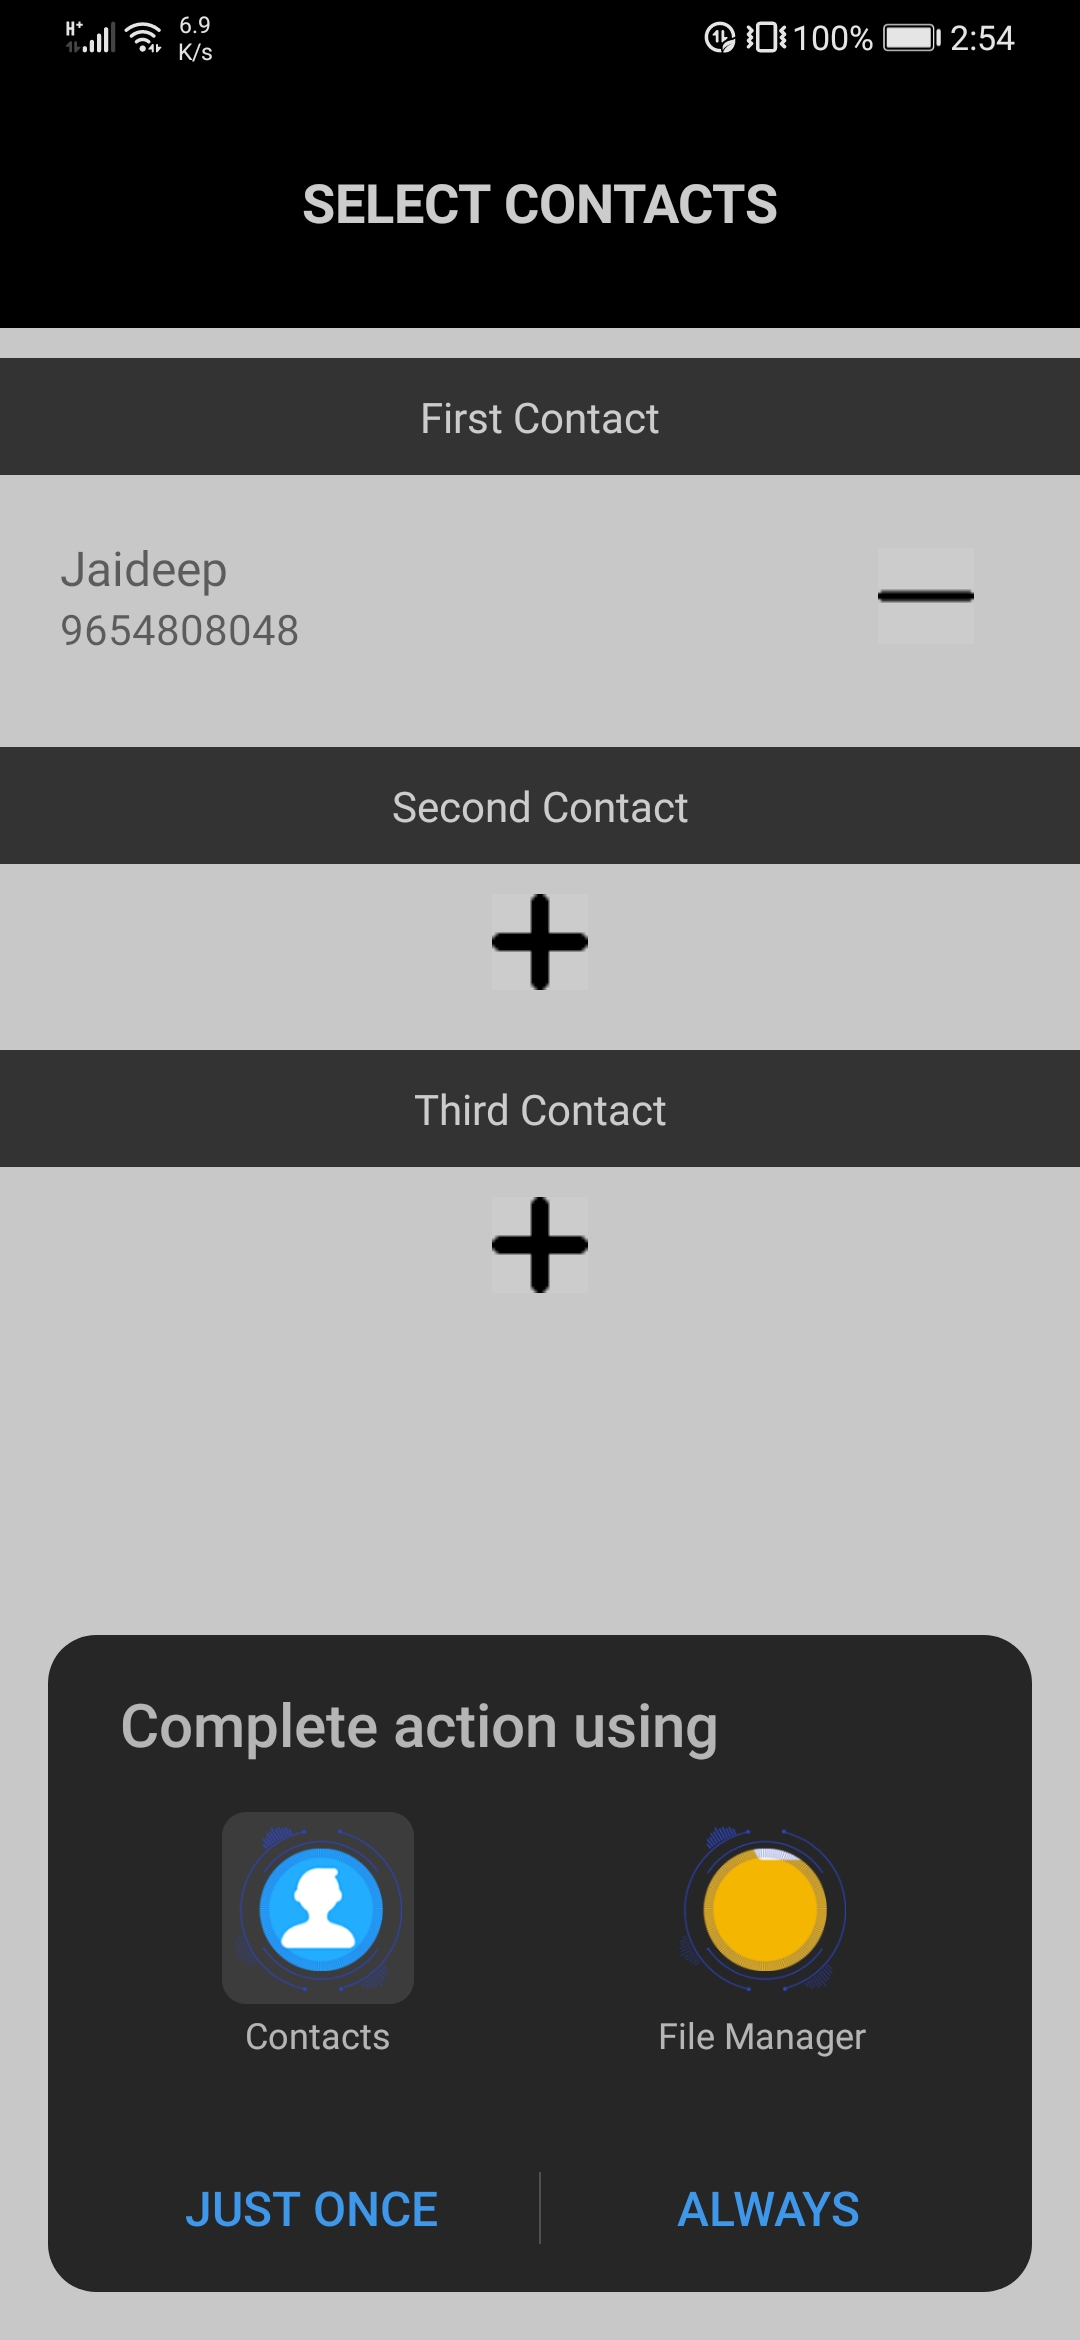 H+ 6.9 K/s 100% 2:54
SELECT CONTACTS
First Contact
Jaideep
9654808048
Second Contact
Third Contact
Complete action using
Contacts File Manager
JUST ONCE ALWAYS